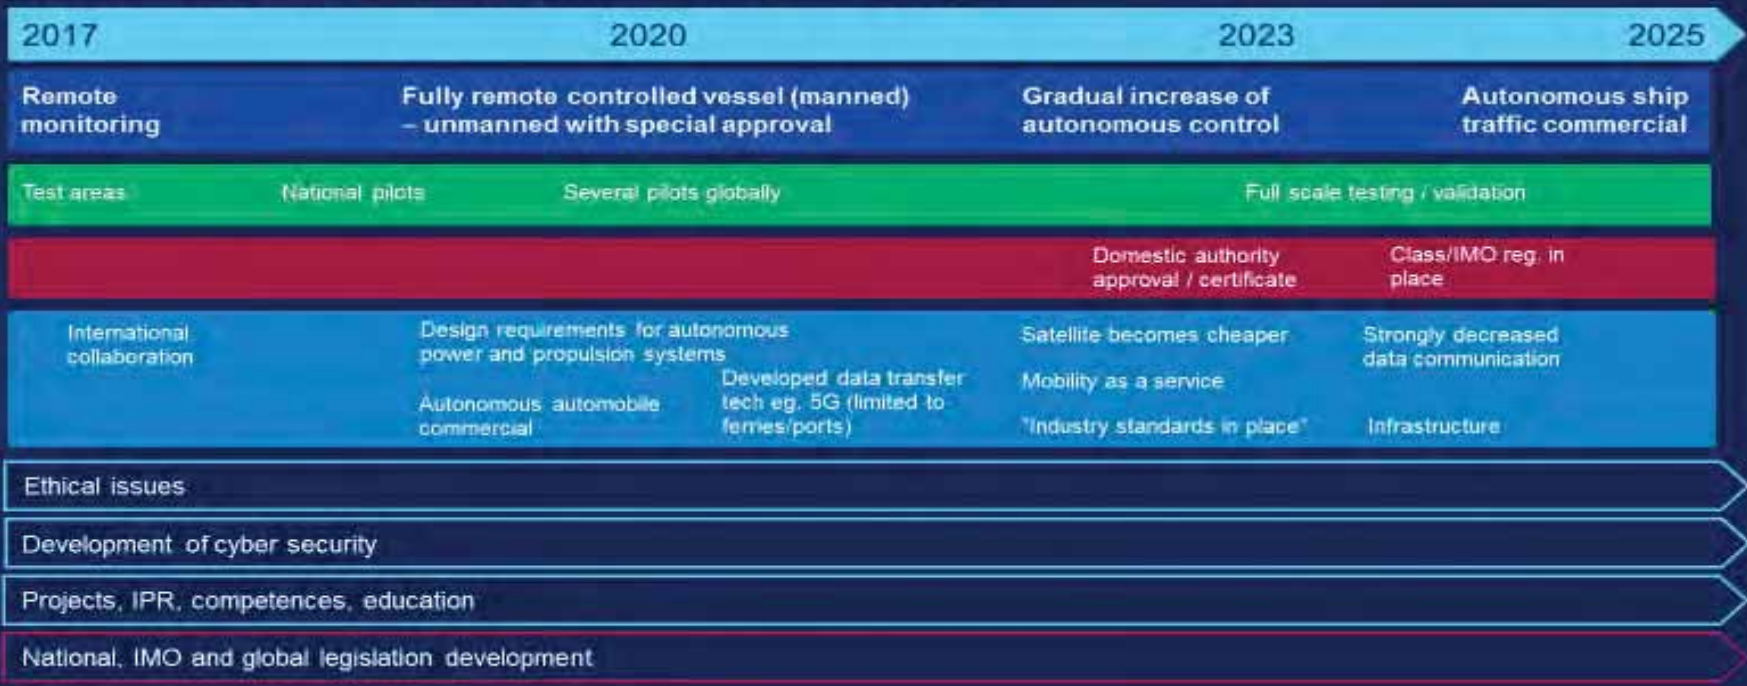 2017 2020 2023 2025
Remote
monitoring
Fully remote controlled vessel (manned)
– unmanned with special approval
Gradual increase of
autonomous control
Autonomous ship
traffic commercial
Test areas National pilots Several pilots globally Full scale testing / validation
Domestic authority
approval / certificate
Class/IMO reg. in
place
International
collaboration
Design requirements for autonomous
power and propulsion systems
Autonomous automobile
commercial
Developed data transfer
tech eg. 5G (limited to
ferries/ports)
Satellite becomes cheaper
Mobility as a service
"Industry standards in place"
Strongly decreased
data communication
Infrastructure
Ethical issues
Development of cyber security
Projects, IPR, competences, education
National, IMO and global legislation development